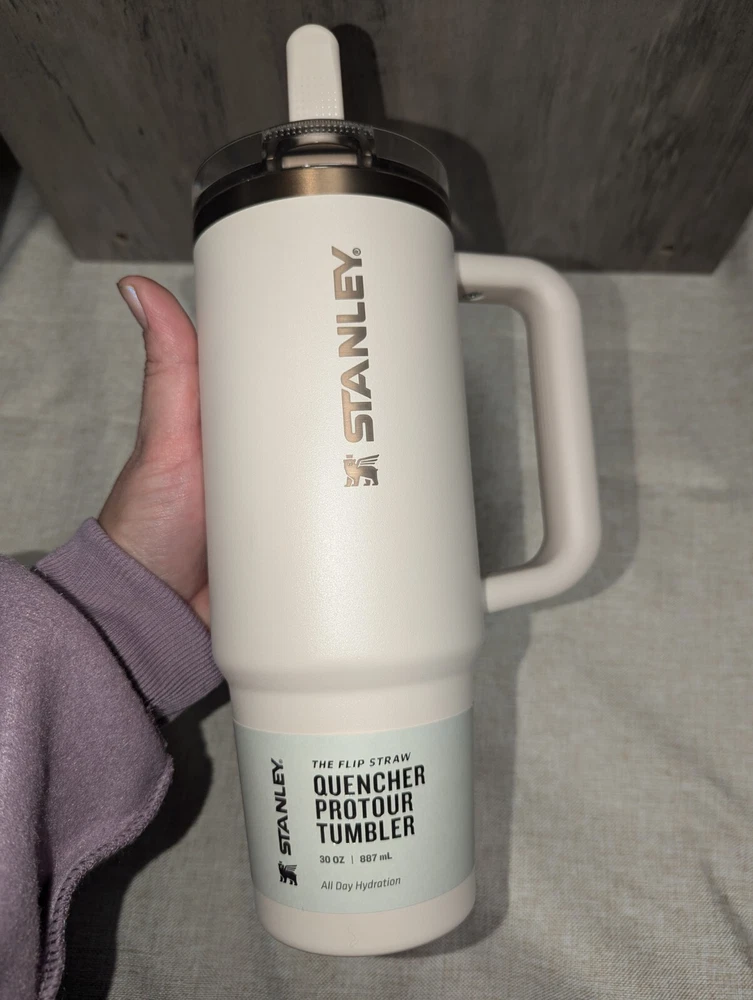 STANLEY®
STANLEY®
THE FLIP STRAW
QUENCHER
PROTOUR
TUMBLER
30 OZ | 887 mL
All Day Hydration